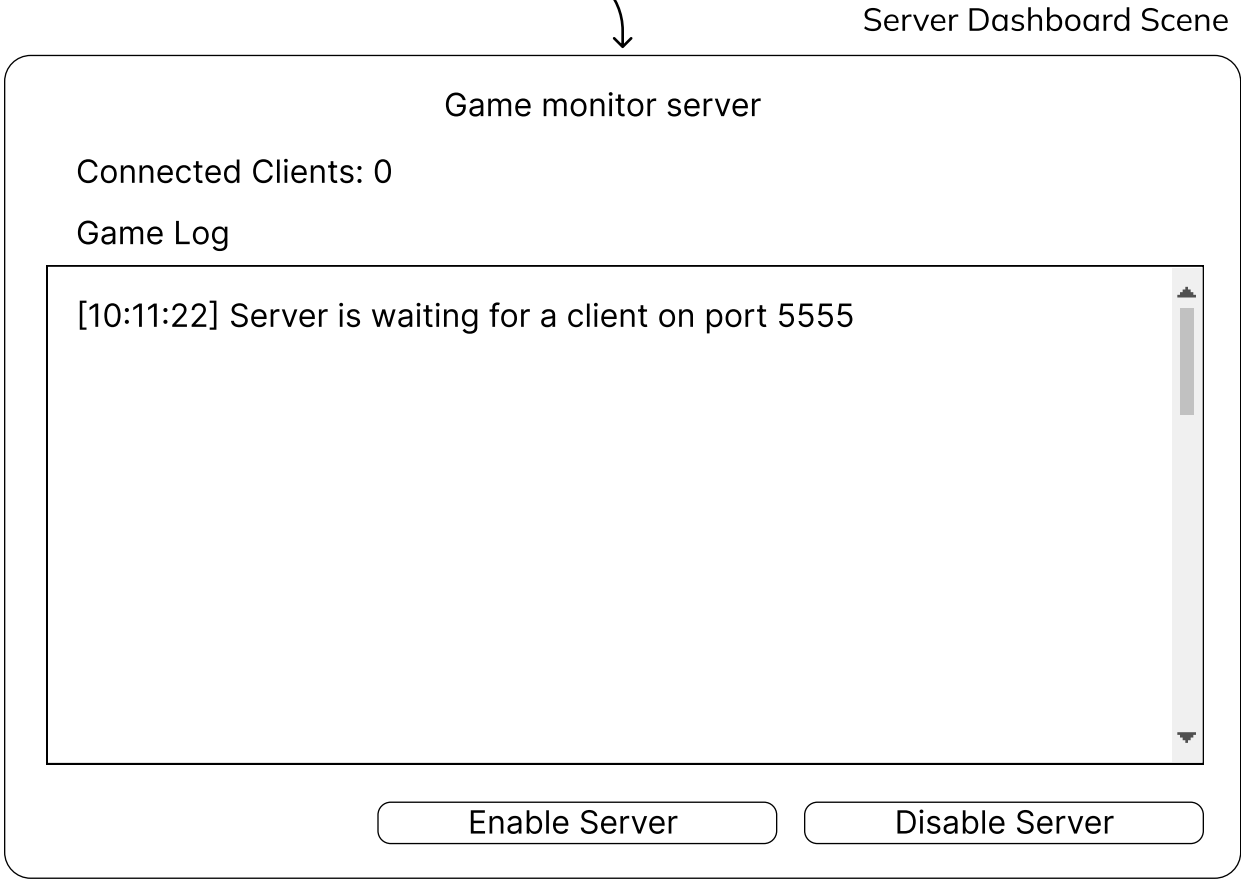 Server Dashboard Scene
Game monitor server
Connected Clients: 0
Game Log
[10:11:22] Server is waiting for a client on port 5555
Enable Server
Disable Server